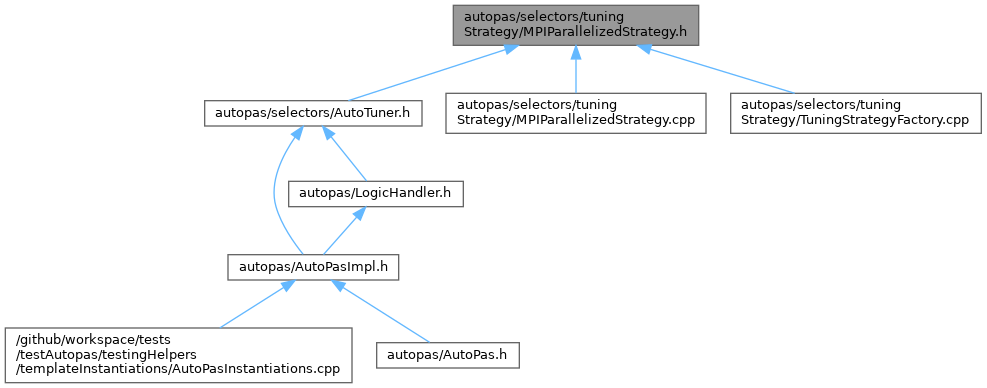 autopas/selectors/tuning
Strategy/MPIParallelizedStrategy.h
autopas/selectors/AutoTuner.h
autopas/selectors/tuning
Strategy/MPIParallelizedStrategy.cpp
autopas/selectors/tuning
Strategy/TuningStrategyFactory.cpp
autopas/LogicHandler.h
autopas/AutoPasImpl.h
/github/workspace/tests
/testAutopas/testingHelpers
/templateInstantiations/AutoPasInstantiations.cpp
autopas/AutoPas.h